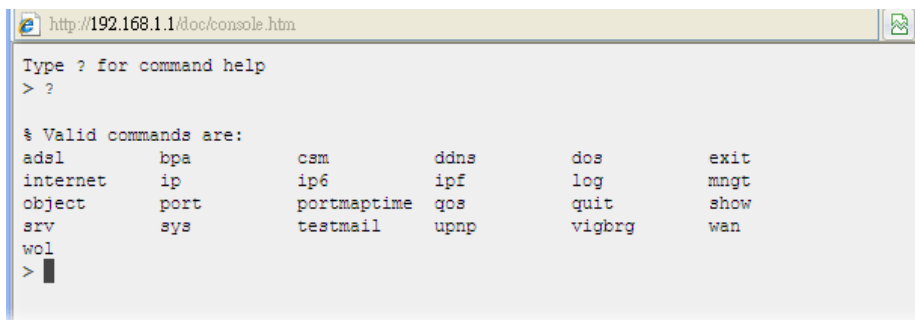 http://192.168.1.1/doc/console.htm
Type ? for command help
> ?
% Valid commands are:
adsl bpa csm ddns dos exit
internet ip ip6 ipf log mngt
object port portmaptime qos quit show
srv sys testmail upnp vigbrg wan
wol
>